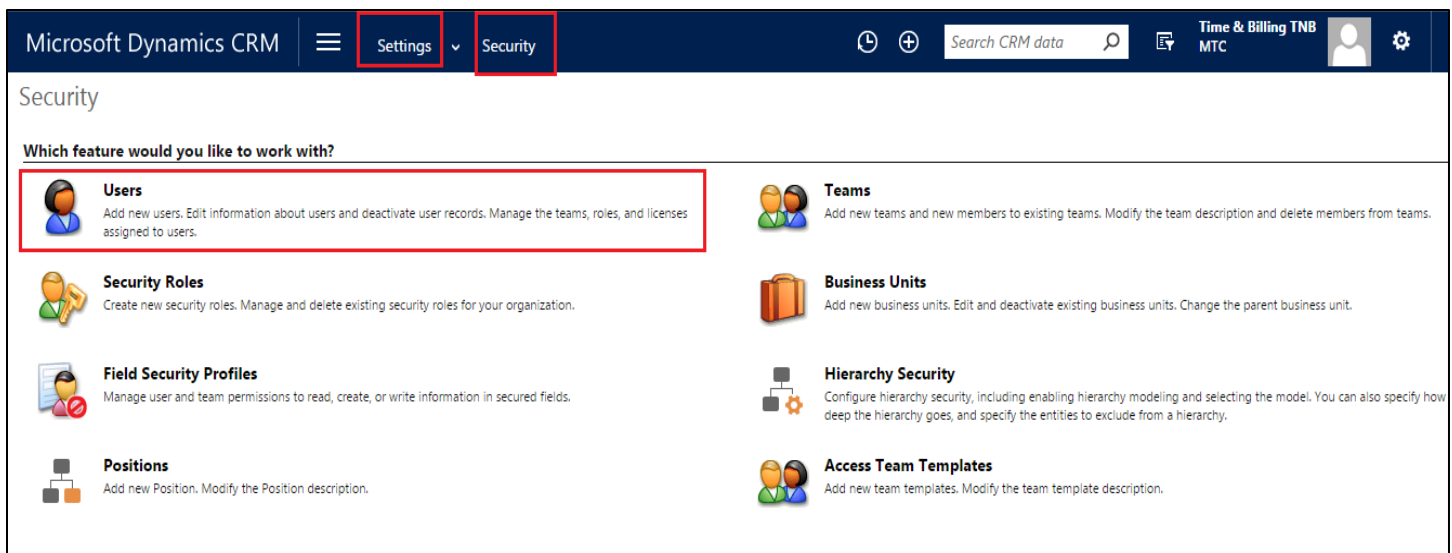 Microsoft Dynamics CRM
Settings
Security
Search CRM data
Time & Billing TNB
MTC
Security
Which feature would you like to work with?
Users
Add new users. Edit information about users and deactivate user records. Manage the teams, roles, and licenses
assigned to users.
Teams
Add new teams and new members to existing teams. Modify the team description and delete members from teams.
Security Roles
Create new security roles. Manage and delete existing security roles for your organization.
Business Units
Add new business units. Edit and deactivate existing business units. Change the parent business unit.
Field Security Profiles
Manage user and team permissions to read, create, or write information in secured fields.
Hierarchy Security
Configure hierarchy security, including enabling hierarchy modeling and selecting the model. You can also specify how
deep the hierarchy goes, and specify the entities to exclude from a hierarchy.
Positions
Add new Position. Modify the Position description.
Access Team Templates
Add new team templates. Modify the team template description.